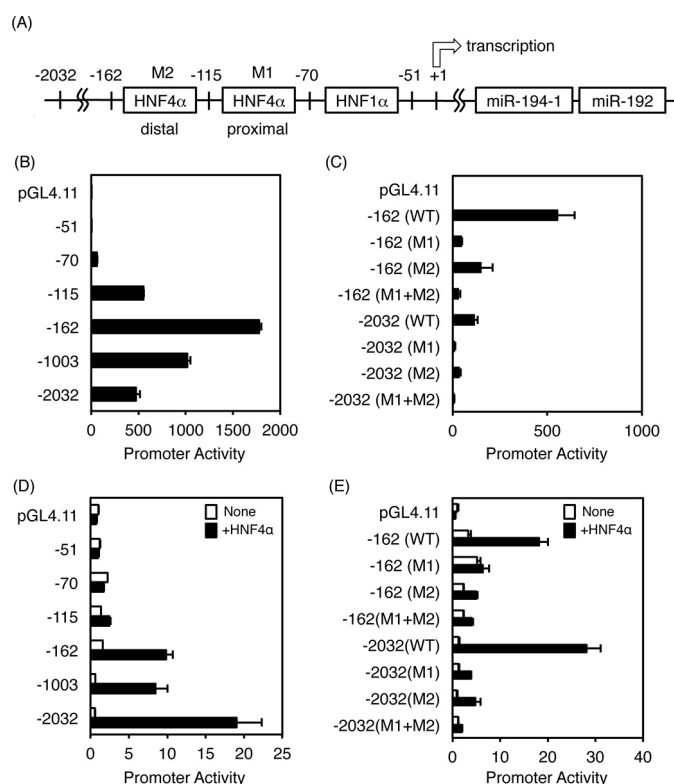 (A)
transcription
M2 M1
-2032 -162 -115 -70 -51 +1
HNF4α HNF4α HNF1α miR-194-1 miR-192
distal proximal
(B)
pGL4.11
-51
-70
-115
-162
-1003
-2032
0 500 1000 1500 2000
Promoter Activity
(C)
pGL4.11
-162 (WT)
-162 (M1)
-162 (M2)
-162 (M1+M2)
-2032 (WT)
-2032 (M1)
-2032 (M2)
-2032 (M1+M2)
0 500 1000
Promoter Activity
(D)
None
+HNF4α
pGL4.11
-51
-70
-115
-162
-1003
-2032
0 5 10 15 20 25
Promoter Activity
(E)
None
+HNF4α
pGL4.11
-162 (WT)
-162 (M1)
-162 (M2)
-162(M1+M2)
-2032(WT)
-2032(M1)
-2032(M2)
-2032(M1+M2)
0 10 20 30 40
Promoter Activity